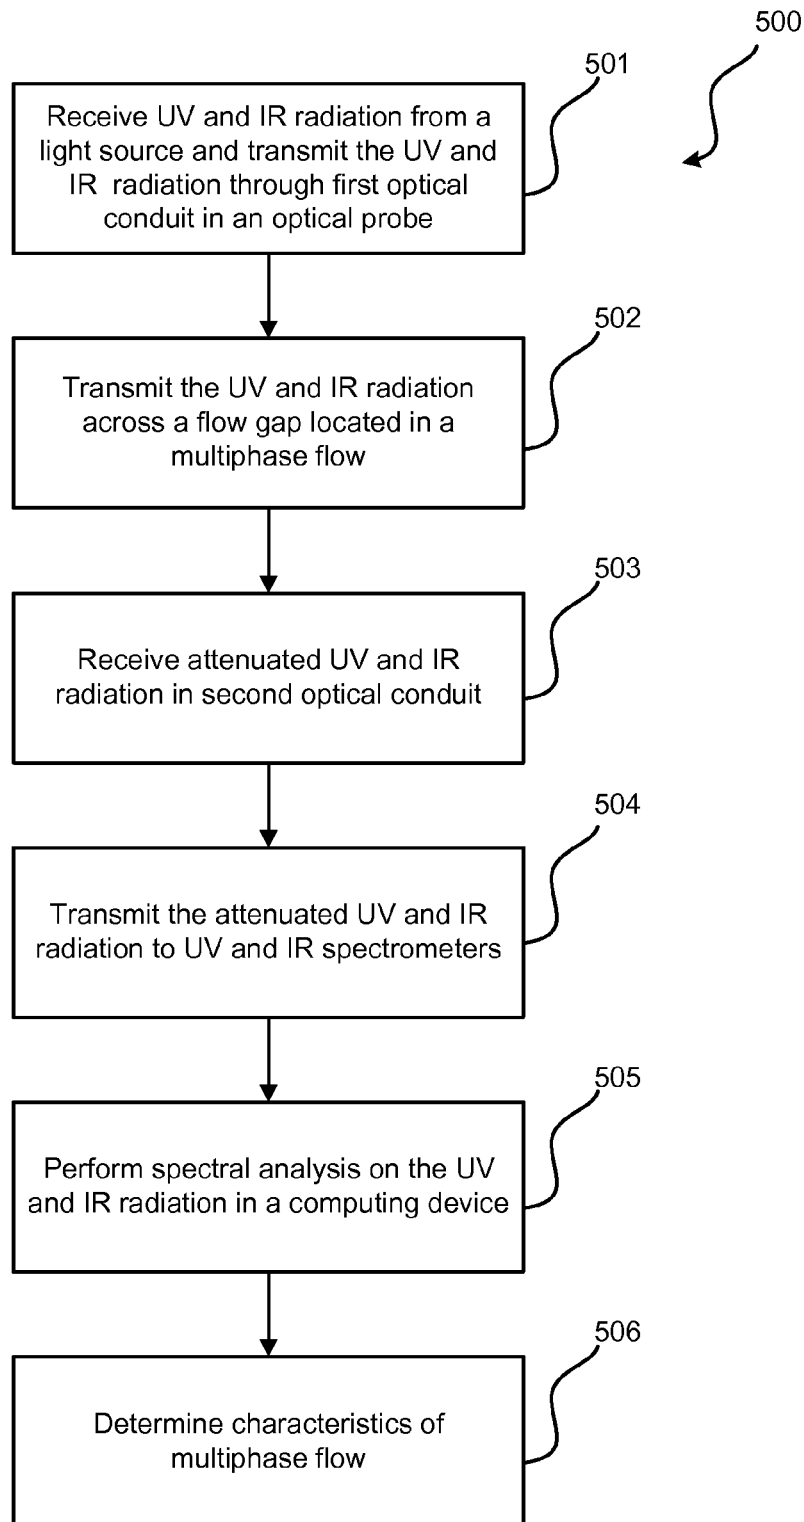 500
501
Receive UV and IR radiation from a
light source and transmit the UV and
IR radiation through first optical
conduit in an optical probe
502
Transmit the UV and IR radiation
across a flow gap located in a
multiphase flow
503
Receive attenuated UV and IR
radiation in second optical conduit
504
Transmit the attenuated UV and IR
radiation to UV and IR spectrometers
505
Perform spectral analysis on the UV
and IR radiation in a computing device
506
Determine characteristics of
multiphase flow